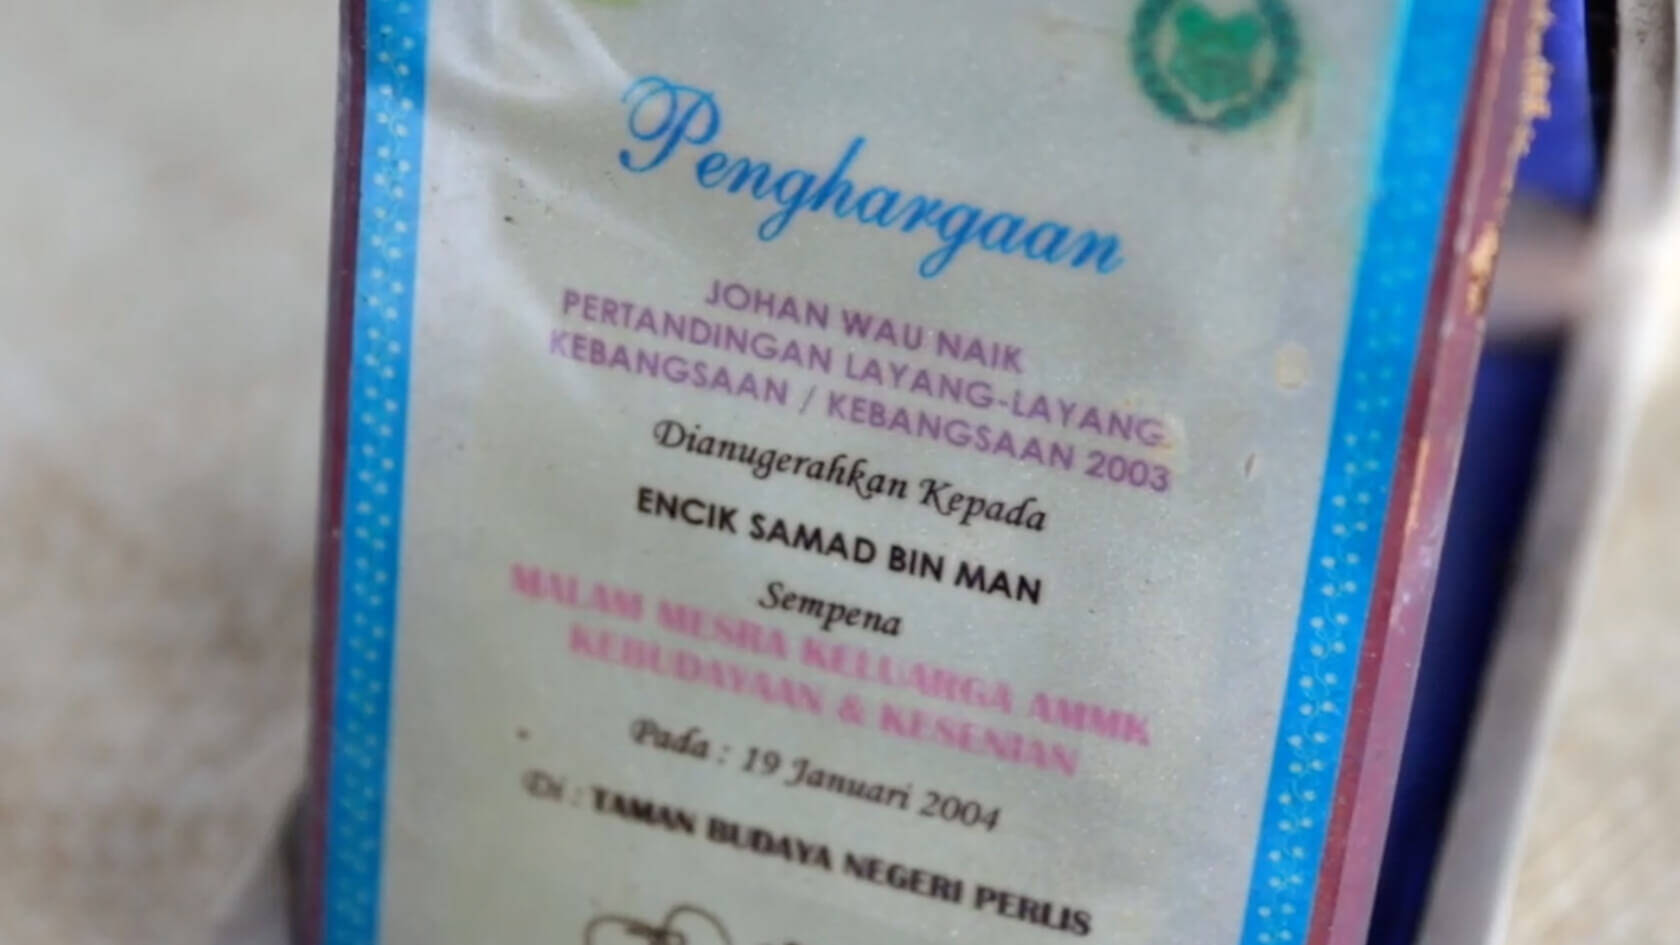 Penghargaan
JOHAN WAU NAIK
PERTANDINGAN LAYANG-LAYANG
KEBANGSAAN / KEBANGSAAN 2003
Dianugerahkan Kepada
ENCIK SAMAD BIN MAN
Sempena
MALAM MESRA KELUARGA AMMK
KEBUDAYAAN & KESENIAN
Pada : 19 Januari 2004
Di : TAMAN BUDAYA NEGERI PERLIS